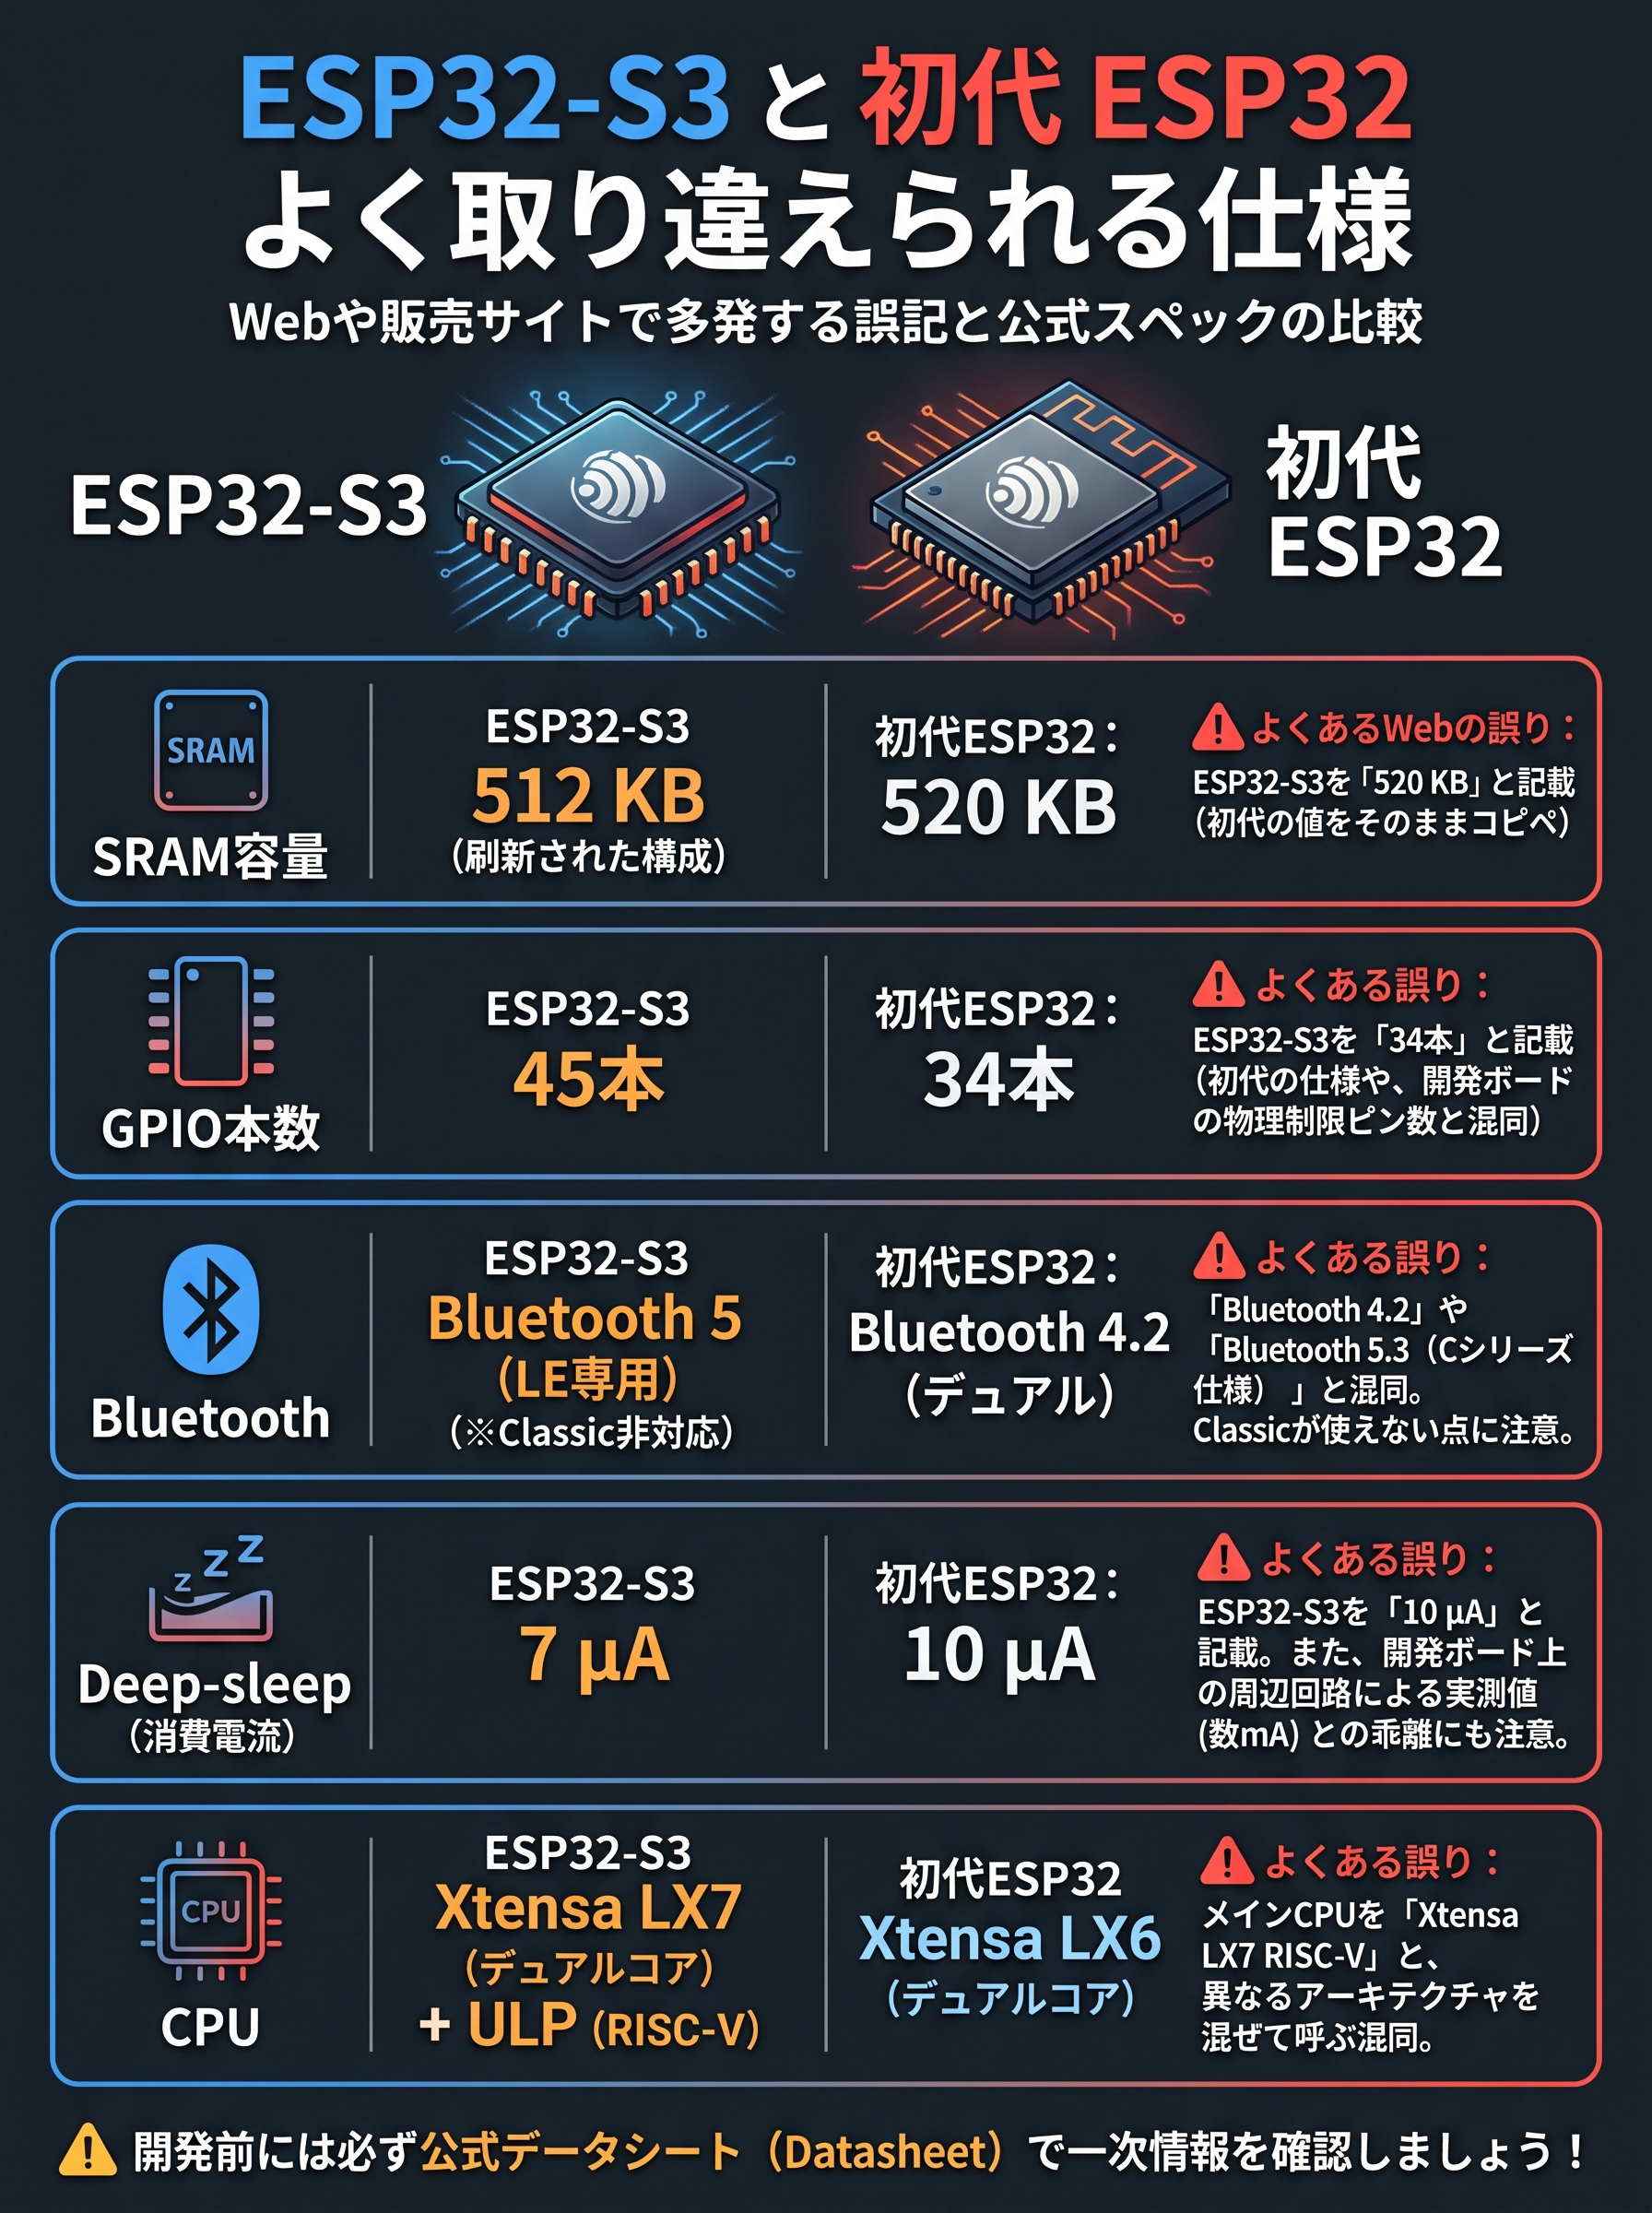 ESP32-S3 と 初代 ESP32
よく取り違えられる仕様
Webや販売サイトで多発する誤記と公式スペックの比較
ESP32-S3
初代
ESP32
SRAM
SRAM容量
ESP32-S3
512 KB
（刷新された構成）
初代ESP32：
520 KB
よくあるWebの誤り：
ESP32-S3を「520 KB」と記載
（初代の値をそのままコピペ）
GPIO本数
ESP32-S3
45本
初代ESP32：
34本
よくある誤り：
ESP32-S3を「34本」と記載
（初代の仕様や、開発ボード
の物理制限ピン数と混同）
Bluetooth
ESP32-S3
Bluetooth 5
（LE専用）
（※Classic非対応）
初代ESP32：
Bluetooth 4.2
（デュアル）
よくある誤り：
「Bluetooth 4.2」や
「Bluetooth 5.3（Cシリーズ
仕様） 」と混同。
Classicが使えない点に注意。
z z z
Deep-sleep
（消費電流）
ESP32-S3
7 µA
初代ESP32：
10 µA
よくある誤り：
ESP32-S3を「10 µA」と
記載。また、開発ボード上
の周辺回路による実測値
(数mA) との乖離にも注意。
CPU
CPU
ESP32-S3
Xtensa LX7
（デュアルコア）
+ ULP (RISC-V)
初代ESP32
Xtensa LX6
（デュアルコア）
よくある誤り：
メインCPUを「Xtensa
LX7 RISC-V」と、
異なるアーキテクチャを
混ぜて呼ぶ混同。
開発前には必ず公式データシート（Datasheet）で一次情報を確認しましょう！